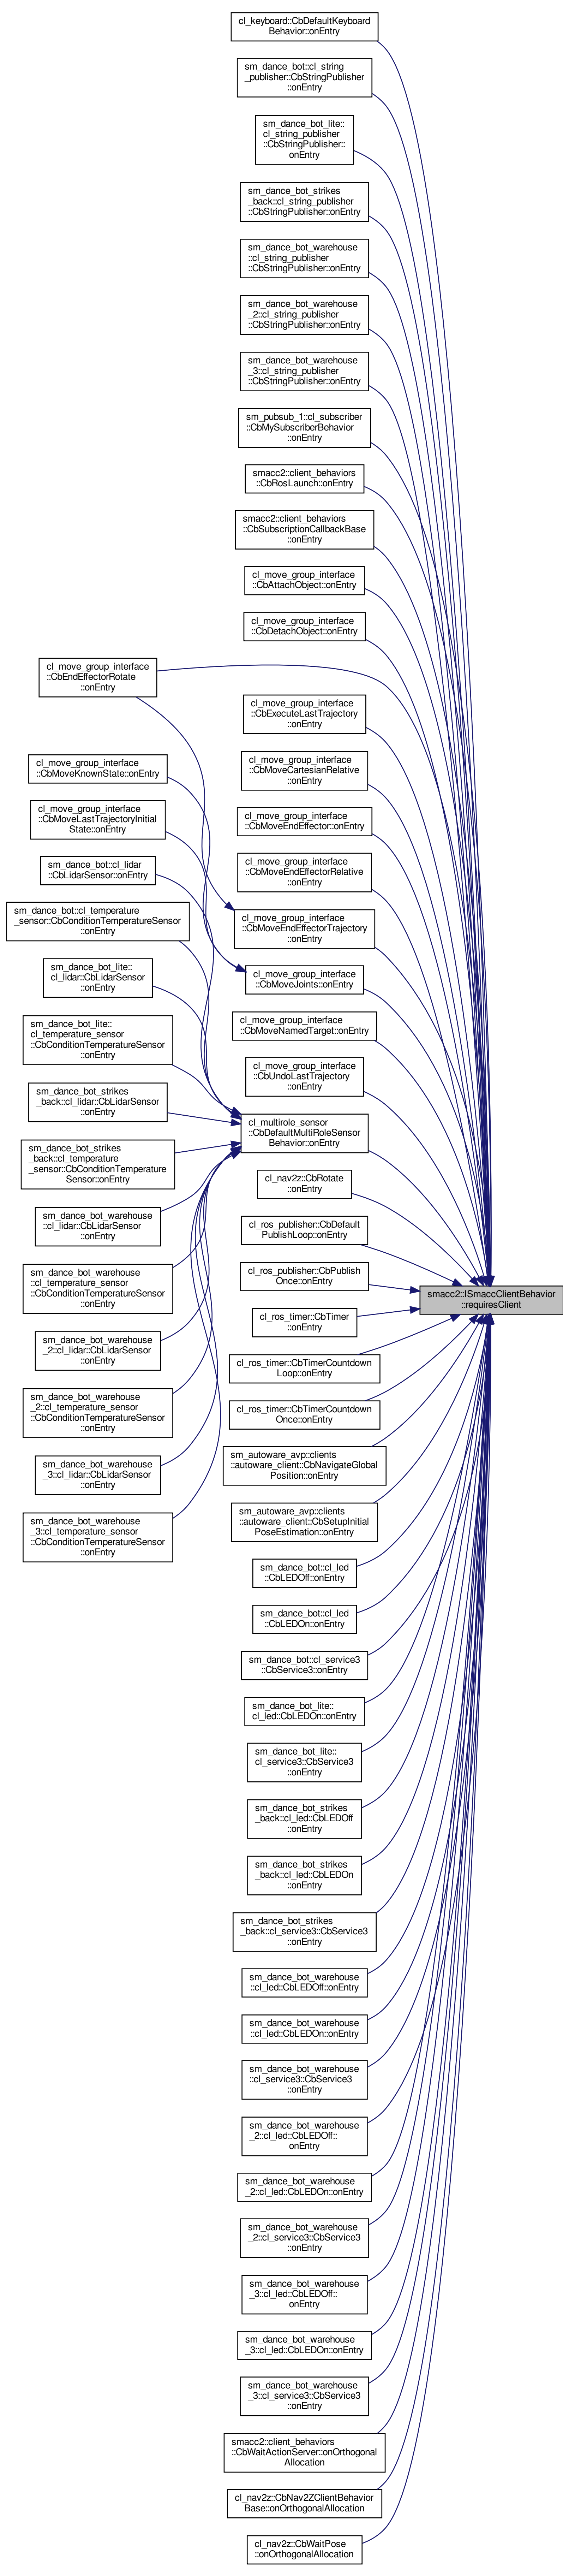 cl_keyboard::CbDefaultKeyboard
Behavior::onEntry
sm_dance_bot::cl_string
_publisher::CbStringPublisher
::onEntry
sm_dance_bot_lite::
cl_string_publisher
::CbStringPublisher::
onEntry
sm_dance_bot_strikes
_back::cl_string_publisher
::CbStringPublisher::onEntry
sm_dance_bot_warehouse
::cl_string_publisher
::CbStringPublisher::onEntry
sm_dance_bot_warehouse
_2::cl_string_publisher
::CbStringPublisher::onEntry
sm_dance_bot_warehouse
_3::cl_string_publisher
::CbStringPublisher::onEntry
sm_pubsub_1::cl_subscriber
::CbMySubscriberBehavior
::onEntry
smacc2::client_behaviors
::CbRosLaunch::onEntry
smacc2::client_behaviors
::CbSubscriptionCallbackBase
::onEntry
cl_move_group_interface
::CbAttachObject::onEntry
cl_move_group_interface
::CbDetachObject::onEntry
cl_move_group_interface
::CbEndEffectorRotate
::onEntry
cl_move_group_interface
::CbExecuteLastTrajectory
::onEntry
cl_move_group_interface
::CbMoveKnownState::onEntry
cl_move_group_interface
::CbMoveCartesianRelative
::onEntry
cl_move_group_interface
::CbMoveLastTrajectoryInitial
State::onEntry
cl_move_group_interface
::CbMoveEndEffector::onEntry
sm_dance_bot::cl_lidar
::CbLidarSensor::onEntry
cl_move_group_interface
::CbMoveEndEffectorRelative
::onEntry
sm_dance_bot::cl_temperature
_sensor::CbConditionTemperatureSensor
::onEntry
cl_move_group_interface
::CbMoveEndEffectorTrajectory
::onEntry
sm_dance_bot_lite::
cl_lidar::CbLidarSensor
::onEntry
cl_move_group_interface
::CbMoveJoints::onEntry
sm_dance_bot_lite::
cl_temperature_sensor
::CbConditionTemperatureSensor
::onEntry
cl_move_group_interface
::CbMoveNamedTarget::onEntry
sm_dance_bot_strikes
_back::cl_lidar::CbLidarSensor
::onEntry
cl_move_group_interface
::CbUndoLastTrajectory
::onEntry
sm_dance_bot_strikes
_back::cl_temperature
_sensor::CbConditionTemperature
Sensor::onEntry
cl_multirole_sensor
::CbDefaultMultiRoleSensor
Behavior::onEntry
sm_dance_bot_warehouse
::cl_lidar::CbLidarSensor
::onEntry
cl_nav2z::CbRotate
::onEntry
cl_ros_publisher::CbDefault
PublishLoop::onEntry
sm_dance_bot_warehouse
::cl_temperature_sensor
::CbConditionTemperatureSensor
::onEntry
cl_ros_publisher::CbPublish
Once::onEntry
smacc2::ISmaccClientBehavior
::requiresClient
cl_ros_timer::CbTimer
::onEntry
sm_dance_bot_warehouse
_2::cl_lidar::CbLidarSensor
::onEntry
cl_ros_timer::CbTimerCountdown
Loop::onEntry
sm_dance_bot_warehouse
_2::cl_temperature_sensor
::CbConditionTemperatureSensor
::onEntry
cl_ros_timer::CbTimerCountdown
Once::onEntry
sm_dance_bot_warehouse
_3::cl_lidar::CbLidarSensor
::onEntry
sm_autoware_avp::clients
::autoware_client::CbNavigateGlobal
Position::onEntry
sm_dance_bot_warehouse
_3::cl_temperature_sensor
::CbConditionTemperatureSensor
::onEntry
sm_autoware_avp::clients
::autoware_client::CbSetupInitial
PoseEstimation::onEntry
sm_dance_bot::cl_led
::CbLEDOff::onEntry
sm_dance_bot::cl_led
::CbLEDOn::onEntry
sm_dance_bot::cl_service3
::CbService3::onEntry
sm_dance_bot_lite::
cl_led::CbLEDOn::onEntry
sm_dance_bot_lite::
cl_service3::CbService3
::onEntry
sm_dance_bot_strikes
_back::cl_led::CbLEDOff
::onEntry
sm_dance_bot_strikes
_back::cl_led::CbLEDOn
::onEntry
sm_dance_bot_strikes
_back::cl_service3::CbService3
::onEntry
sm_dance_bot_warehouse
::cl_led::CbLEDOff::onEntry
sm_dance_bot_warehouse
::cl_led::CbLEDOn::onEntry
sm_dance_bot_warehouse
::cl_service3::CbService3
::onEntry
sm_dance_bot_warehouse
_2::cl_led::CbLEDOff::
onEntry
sm_dance_bot_warehouse
_2::cl_led::CbLEDOn::onEntry
sm_dance_bot_warehouse
_2::cl_service3::CbService3
::onEntry
sm_dance_bot_warehouse
_3::cl_led::CbLEDOff::
onEntry
sm_dance_bot_warehouse
_3::cl_led::CbLEDOn::onEntry
sm_dance_bot_warehouse
_3::cl_service3::CbService3
::onEntry
smacc2::client_behaviors
::CbWaitActionServer::onOrthogonal
Allocation
cl_nav2z::CbNav2ZClientBehavior
Base::onOrthogonalAllocation
cl_nav2z::CbWaitPose
::onOrthogonalAllocation